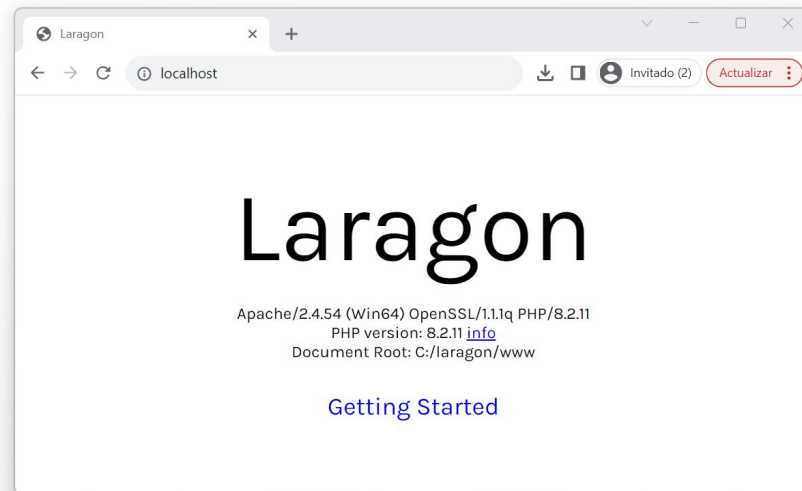 Laragon
localhost
Invitado (2)
Actualizar
Laragon
Apache/2.4.54 (Win64) OpenSSL/1.1.1q PHP/8.2.11
PHP version: 8.2.11 info
Document Root: C:/laragon/www
Getting Started